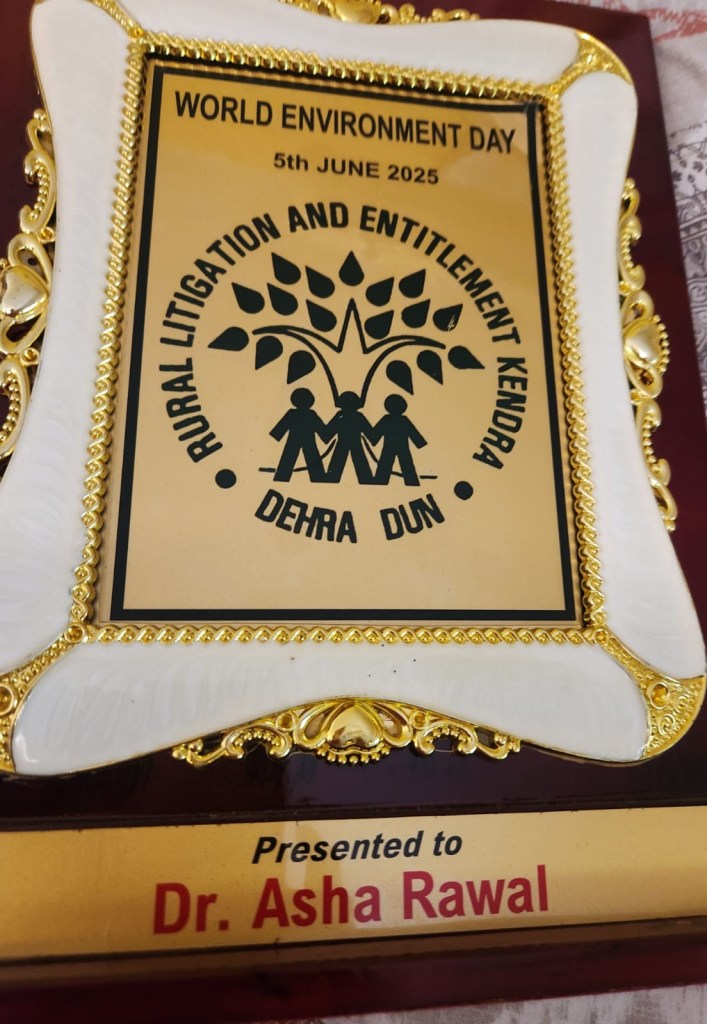 WORLD ENVIRONMENT DAY
5th JUNE 2025
RURAL LITIGATION AND ENTITLEMENT KENDRA
DEHRA DUN
Presented to
Dr. Asha Rawal